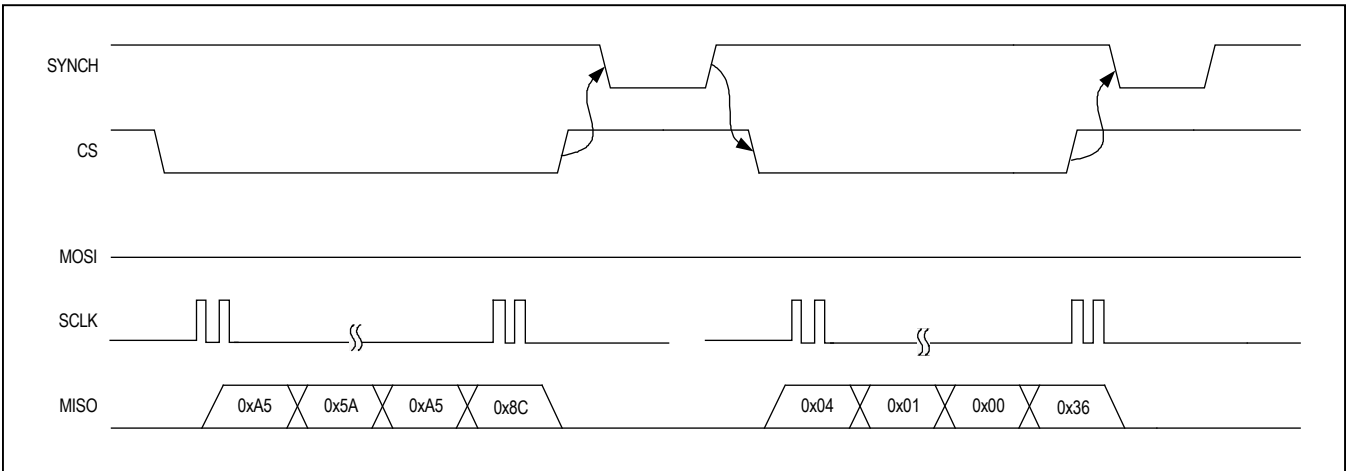 SYNCH
CS
MOSI
SCLK
MISO 0xA5 0x5A 0xA5 0x8C 0x04 0x01 0x00 0x36